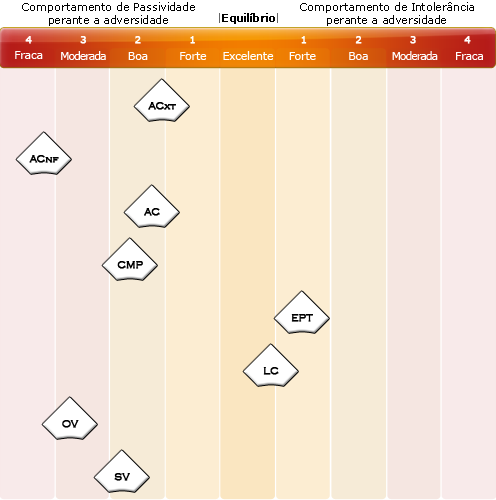 Comportamento de Passividade
perante a adversidade
|Equilíbrio|
Comportamento de Intolerância
perante a adversidade
4 3 2 1 1 2 3 4
Fraca Moderada Boa Forte Excelente Forte Boa Moderada Fraca
ACXT
ACNF
AC
CMP
EPT
LC
OV
SV